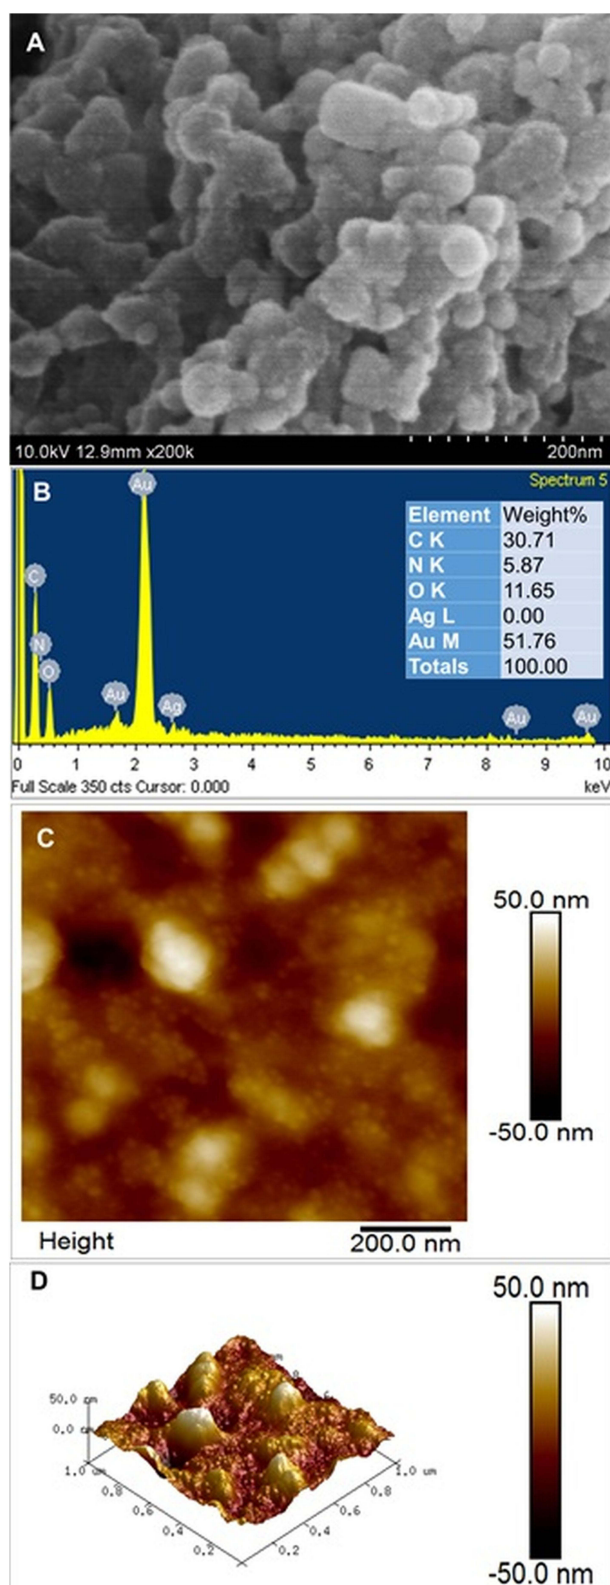 A
10.0kV 12.9mm x200k
200nm
B
Spectrum 5
Au
C
N
O
Au
Ag
Au
Au
Element Weight%
C K 30.71
N K 5.87
O K 11.65
Ag L 0.00
Au M 51.76
Totals 100.00
0 1 2 3 4 5 6 7 8 9 10
Full Scale 350 cts Cursor: 0.000
keV
C
50.0 nm
-50.0 nm
Height
200.0 nm
D
50.0 nm
-50.0 nm
50.0 nm
0.0 nm
1.0 um
0.8
0.6
0.4
0.2
0.2
0.4
0.6
0.8
1.0 um